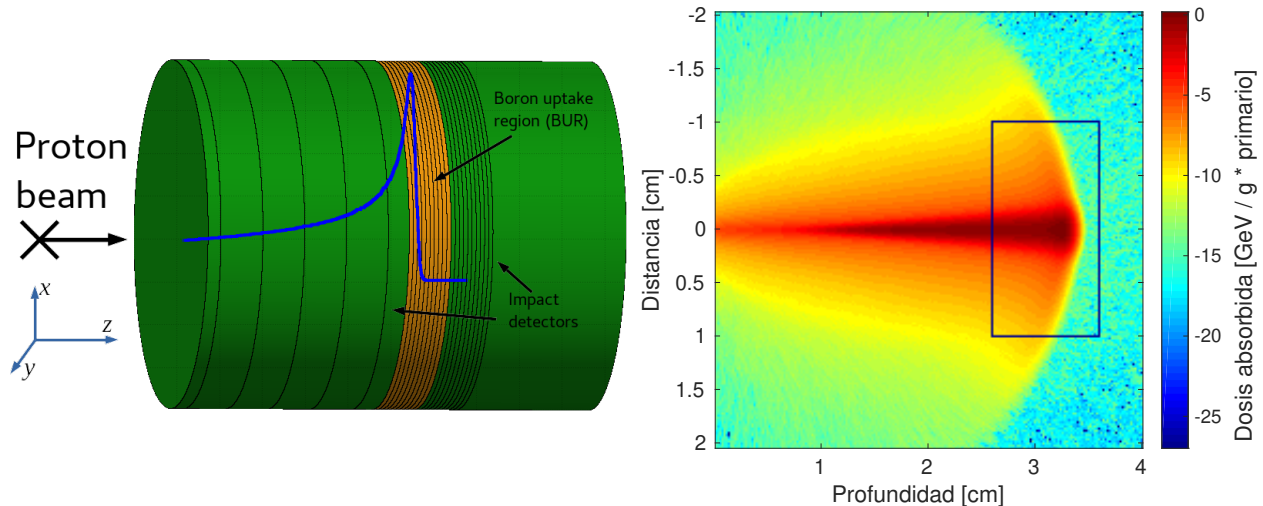 Proton
beam
x
z
y
Boron uptake
region (BUR)
Impact
detectors
-2
-1.5
-1
-0.5
0
0.5
1
1.5
2
Distancia [cm]
1
2
3
4
Profundidad [cm]
0
-5
-10
-15
-20
-25
Dosis absorbida [GeV / g * primario]